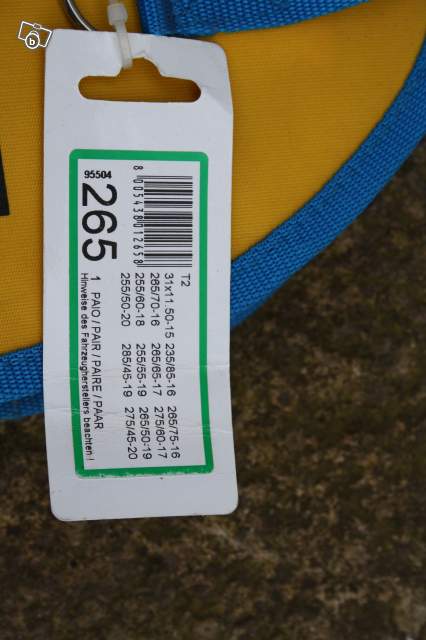 95504
265
8 005438 012658
T2
31x11.50-15 235/85-16 265/75-16
265/70-16 265/65-17 275/60-17
255/60-18 255/55-19 265/50-19
255/50-20 285/45-19 275/45-20
1 PAIO / PAIR / PAIRE / PAAR
Hinweise des Fahrzeugherstellers beachten !